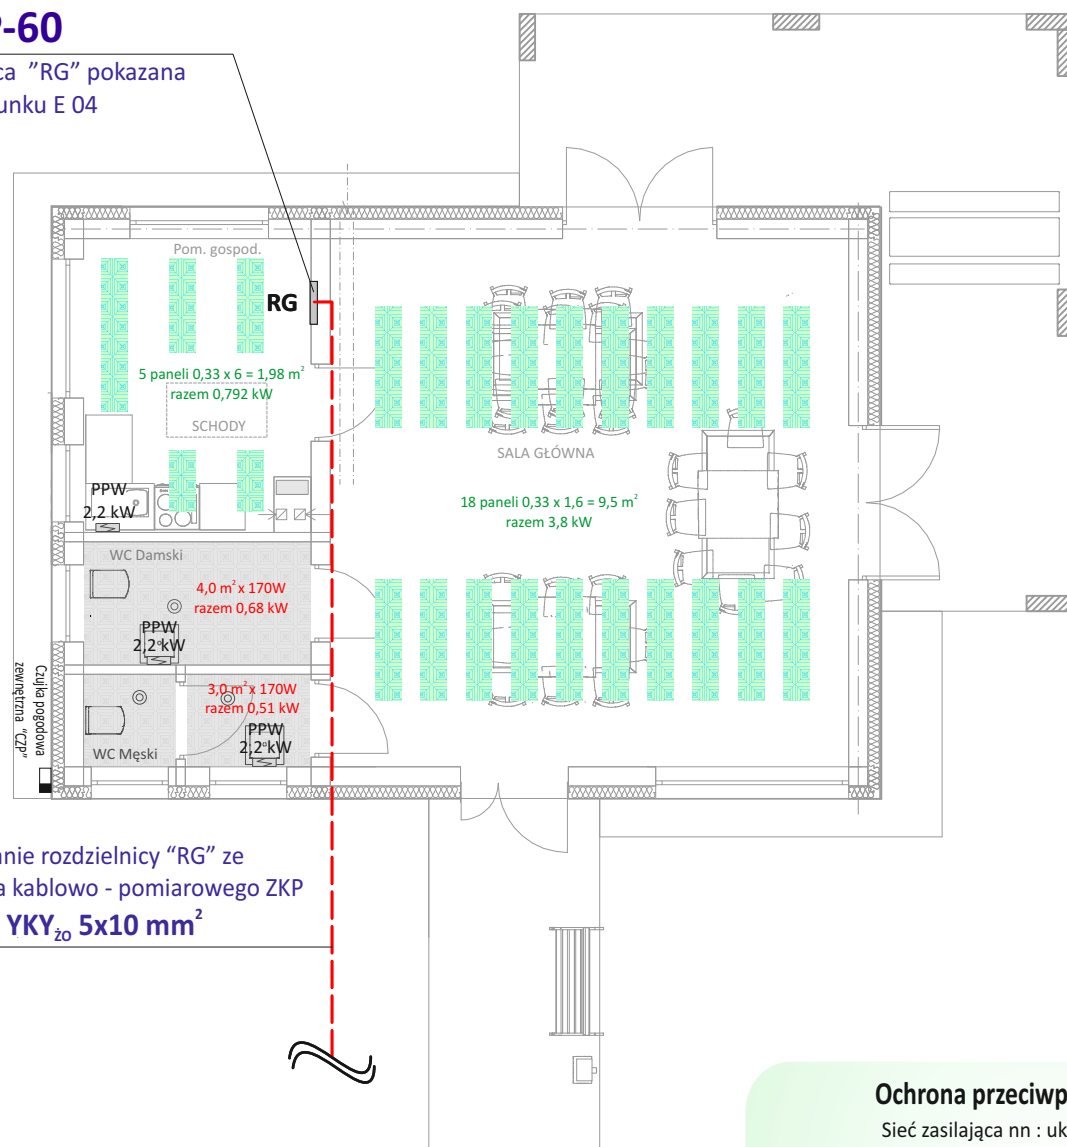 -60
ca ”RG” pokazana
unku E 04
Pom. gospod.
RG
5 paneli 0,33 x 6 = 1,98 m²
razem 0,792 kW
SCHODY
SALA GŁÓWNA
18 paneli 0,33 x 1,6 = 9,5 m²
razem 3,8 kW
PPW
2,2 kW
WC Damski
4,0 m² x 170W
razem 0,68 kW
PPW
2,2 kW
3,0 m² x 170W
razem 0,51 kW
PPW
2,2 kW
WC Męski
Czujka pogodowa
zewnętrzna "CZP"
nie rozdzielnicy “RG” ze
a kablowo - pomiarowego ZKP
YKYżo 5x10 mm²
Ochrona przeciwp
Sieć zasilająca nn : uk